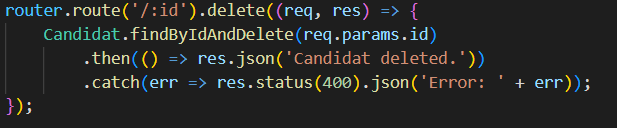 router.route('/:id').delete((req, res) => {
    Candidat.findByIdAndDelete(req.params.id)
        .then(() => res.json('Candidat deleted.'))
        .catch(err => res.status(400).json('Error: ' + err));
});